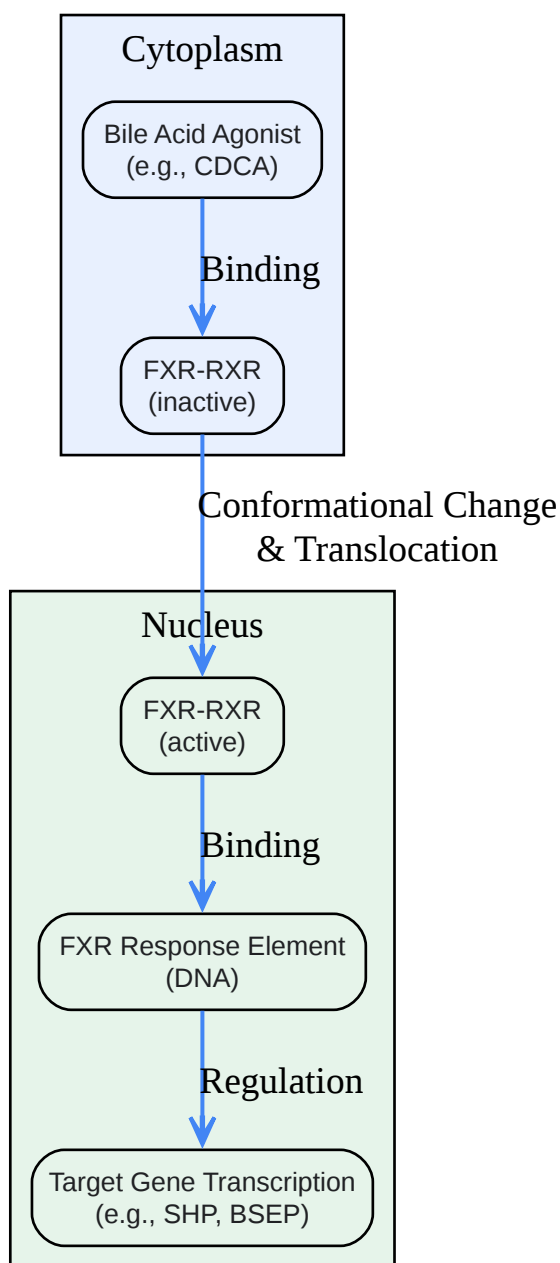 Cytoplasm
Bile Acid Agonist
(e.g., CDCA)
Binding
FXR-RXR
(inactive)
Conformational Change
& Translocation
Nucleus
FXR-RXR
(active)
Binding
FXR Response Element
(DNA)
Regulation
Target Gene Transcription
(e.g., SHP, BSEP)